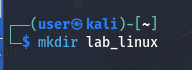 ┌──(user㉿kali)-[~]
└─$ mkdir lab_linux